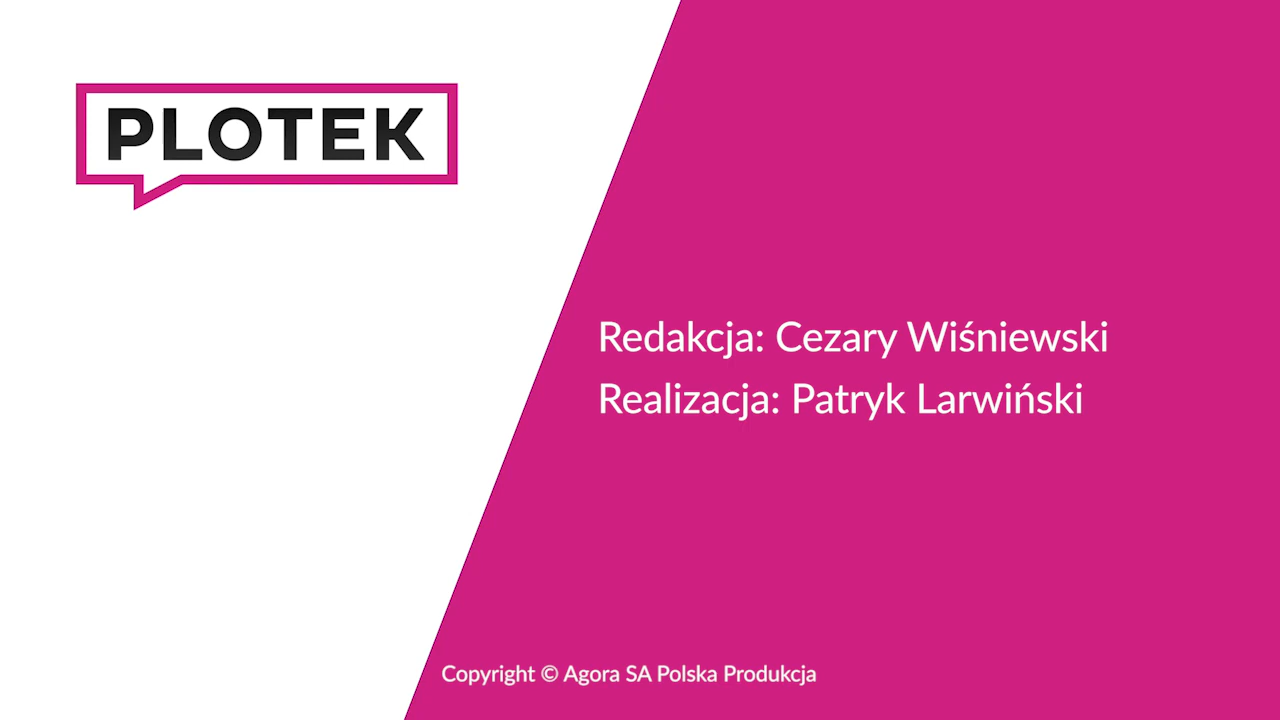 PLOTEK
Redakcja: Cezary Wiśniewski
Realizacja: Patryk Larwiński
Copyright © Agora SA Polska Produkcja